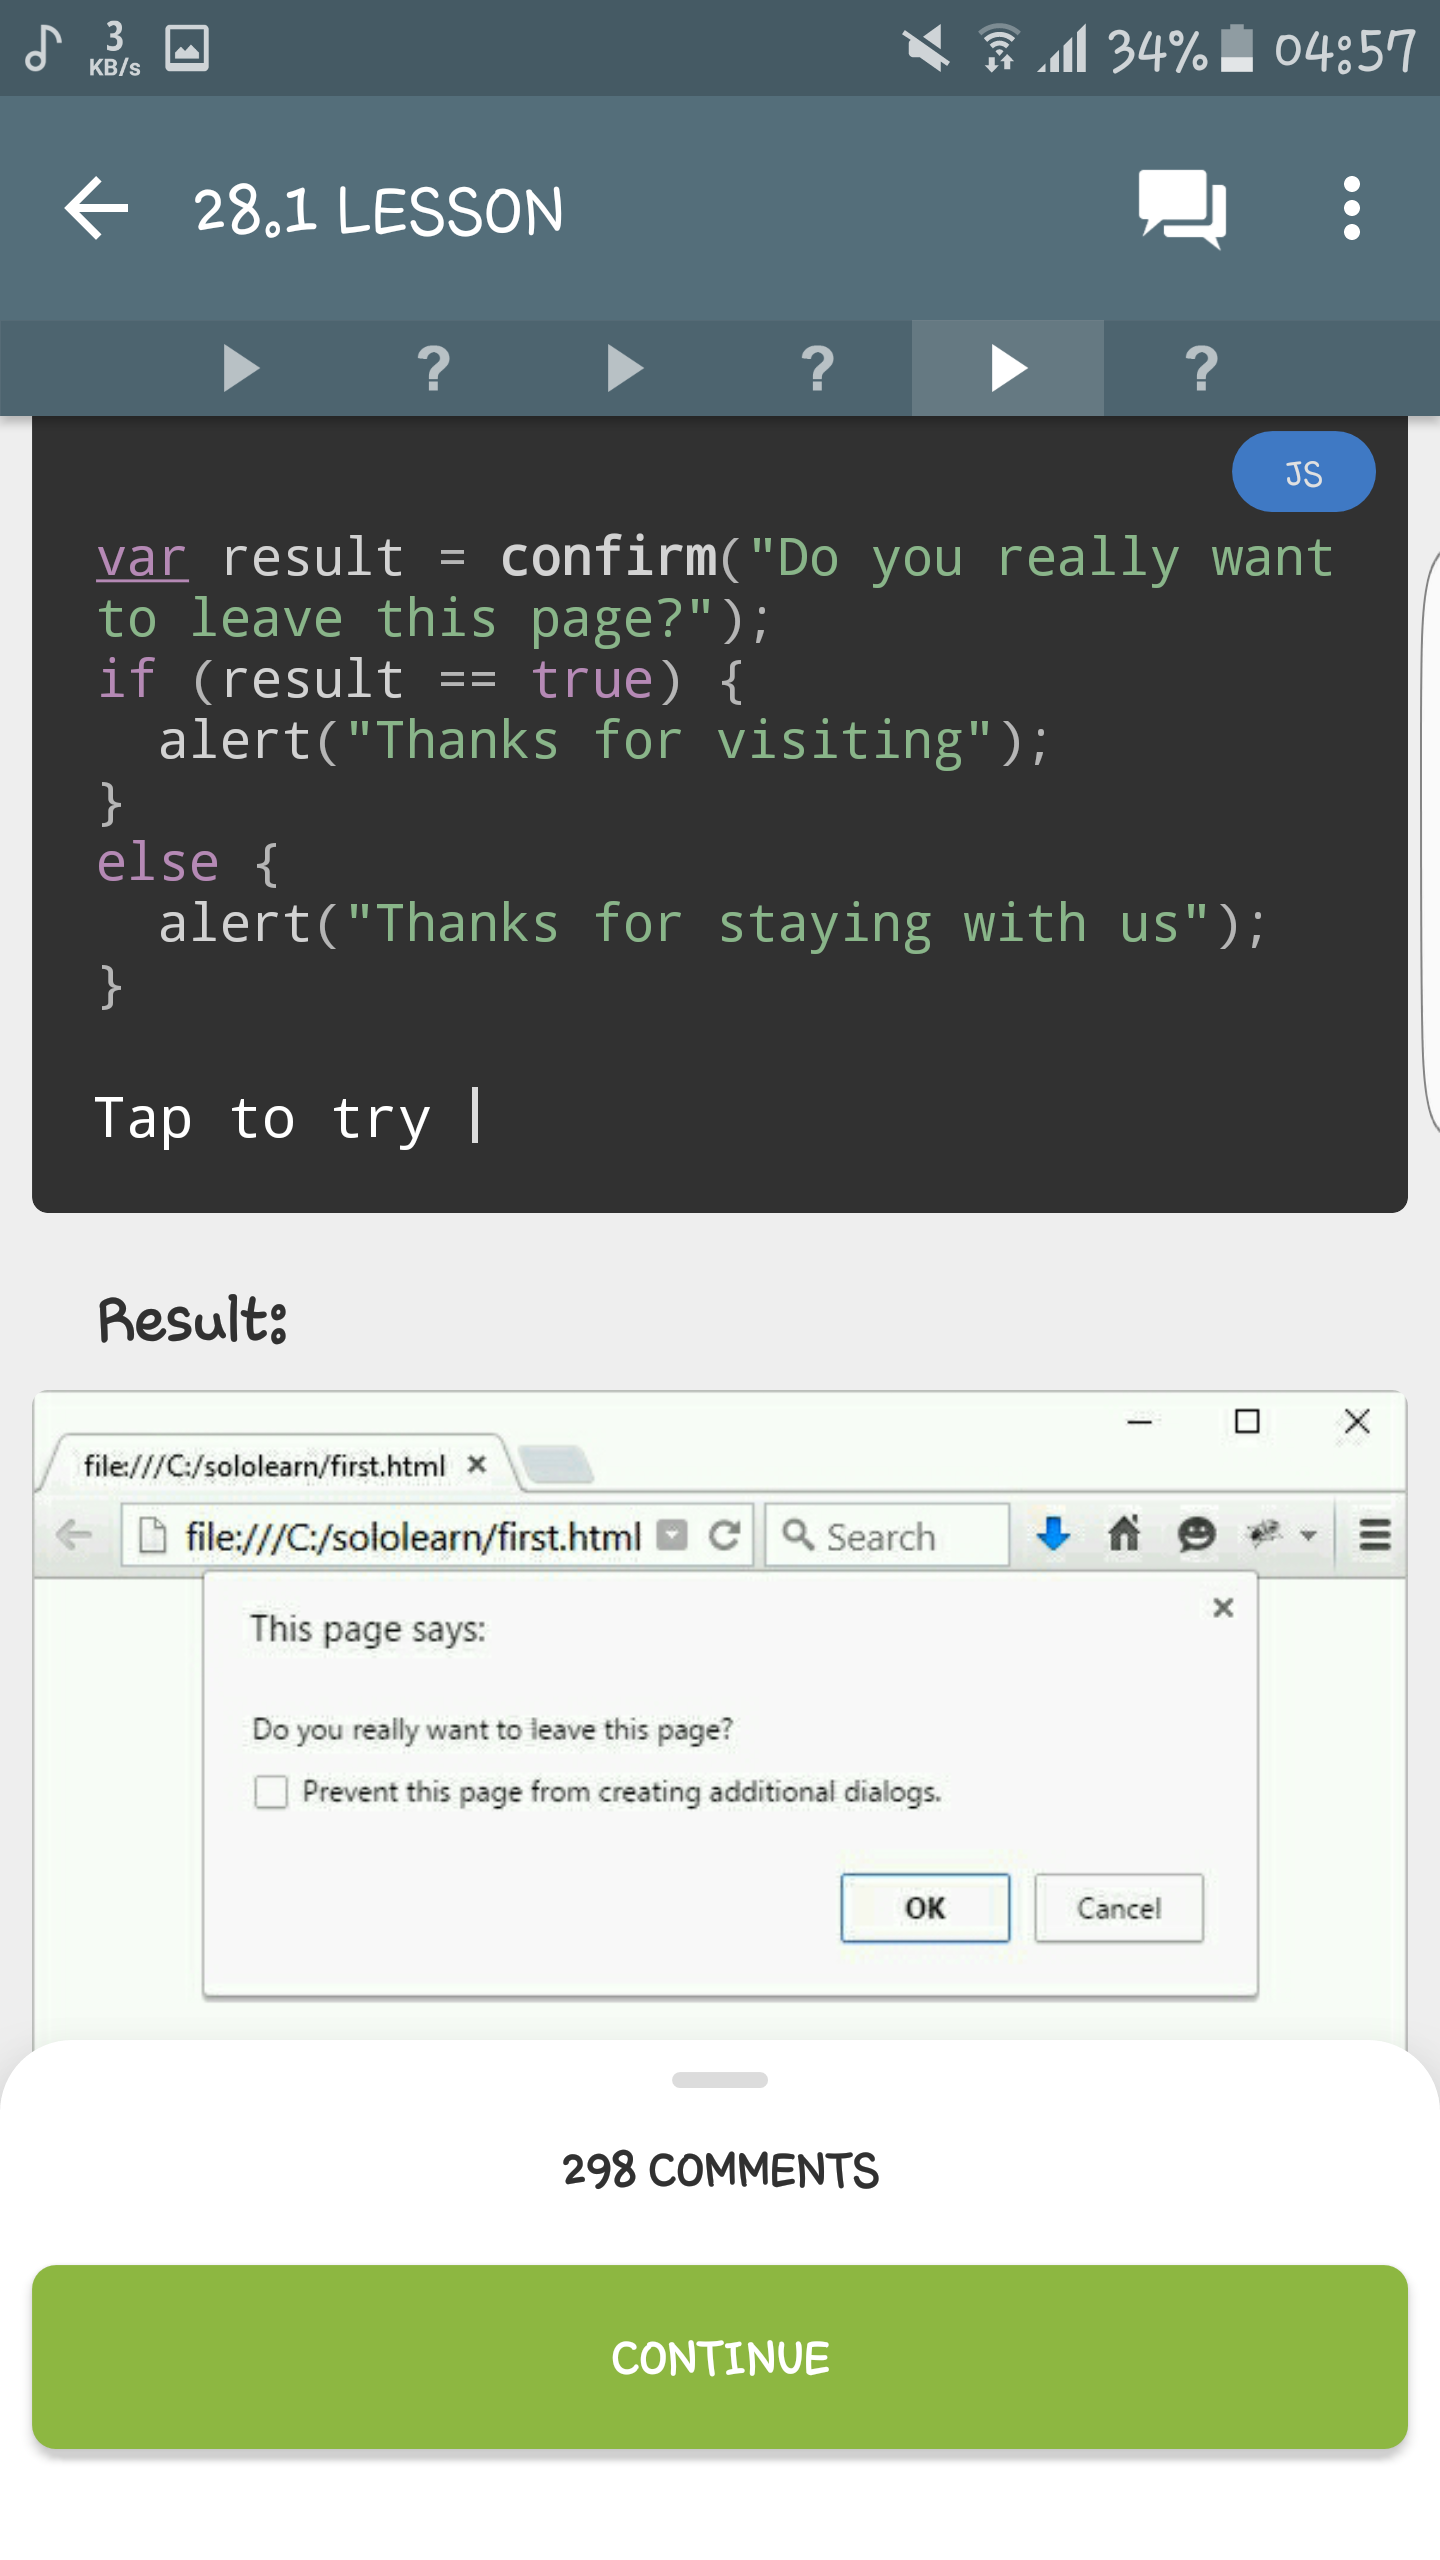 3
KB/s
34%
04:57
28.1 LESSON
? ? ?
JS
var result = confirm("Do you really want
to leave this page?");
if (result == true) {
  alert("Thanks for visiting");
}
else {
  alert("Thanks for staying with us");
}
Tap to try |
Result:
file:///C:/sololearn/first.html
file:///C:/sololearn/first.html
Search
This page says:
Do you really want to leave this page?
Prevent this page from creating additional dialogs.
OK
Cancel
298 COMMENTS
CONTINUE